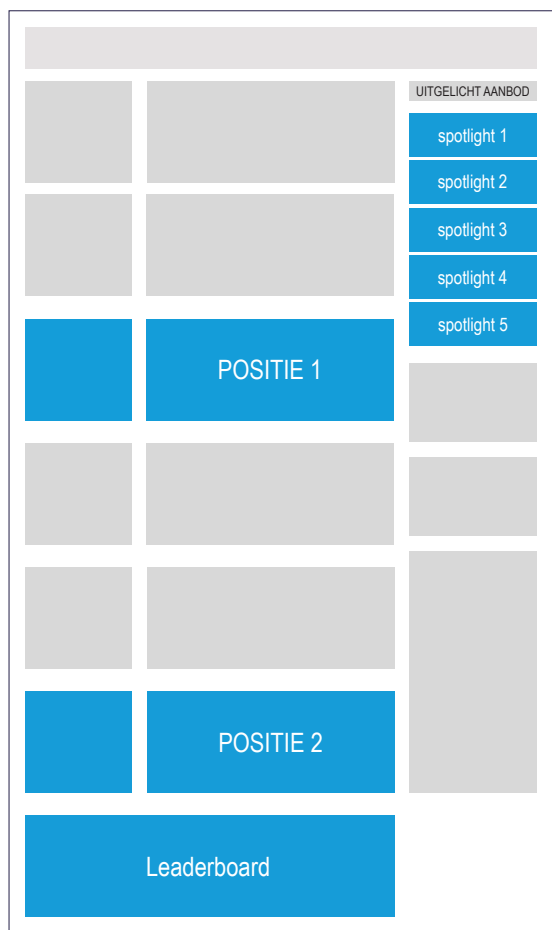 UITGELICHT AANBOD
spotlight 1
spotlight 2
spotlight 3
spotlight 4
spotlight 5
POSITIE 1
POSITIE 2
Leaderboard